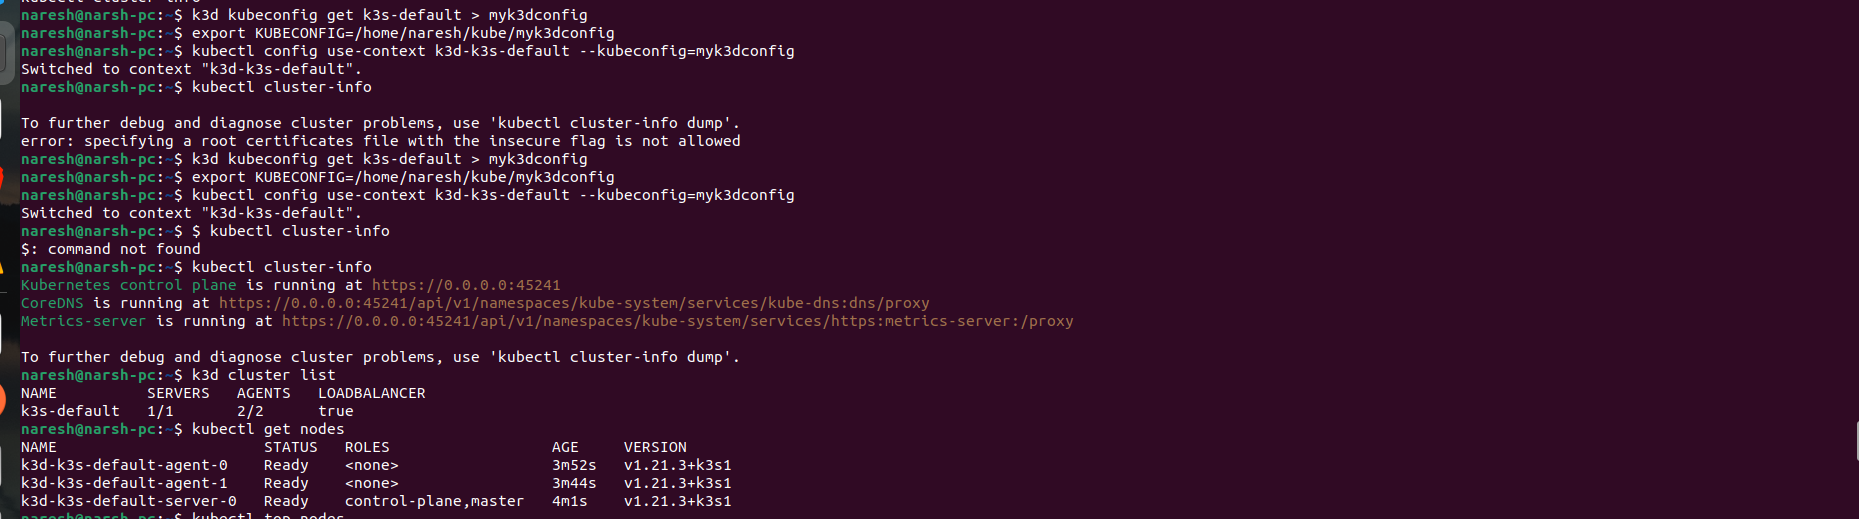 kubectl cluster-info
naresh@narsh-pc:~$ k3d kubeconfig get k3s-default > myk3dconfig
naresh@narsh-pc:~$ export KUBECONFIG=/home/naresh/kube/myk3dconfig
naresh@narsh-pc:~$ kubectl config use-context k3d-k3s-default --kubeconfig=myk3dconfig
Switched to context "k3d-k3s-default".
naresh@narsh-pc:~$ kubectl cluster-info
To further debug and diagnose cluster problems, use 'kubectl cluster-info dump'.
error: specifying a root certificates file with the insecure flag is not allowed
naresh@narsh-pc:~$ k3d kubeconfig get k3s-default > myk3dconfig
naresh@narsh-pc:~$ export KUBECONFIG=/home/naresh/kube/myk3dconfig
naresh@narsh-pc:~$ kubectl config use-context k3d-k3s-default --kubeconfig=myk3dconfig
Switched to context "k3d-k3s-default".
naresh@narsh-pc:~$ $ kubectl cluster-info
$: command not found
naresh@narsh-pc:~$ kubectl cluster-info
Kubernetes control plane is running at https://0.0.0.0:45241
CoreDNS is running at https://0.0.0.0:45241/api/v1/namespaces/kube-system/services/kube-dns:dns/proxy
Metrics-server is running at https://0.0.0.0:45241/api/v1/namespaces/kube-system/services/https:metrics-server:/proxy
To further debug and diagnose cluster problems, use 'kubectl cluster-info dump'.
naresh@narsh-pc:~$ k3d cluster list
NAME SERVERS AGENTS LOADBALANCER
k3s-default 1/1 2/2 true
naresh@narsh-pc:~$ kubectl get nodes
NAME STATUS ROLES AGE VERSION
k3d-k3s-default-agent-0 Ready <none> 3m52s v1.21.3+k3s1
k3d-k3s-default-agent-1 Ready <none> 3m44s v1.21.3+k3s1
k3d-k3s-default-server-0 Ready control-plane,master 4m1s v1.21.3+k3s1
naresh@narsh-pc:~$ kubectl top nodes